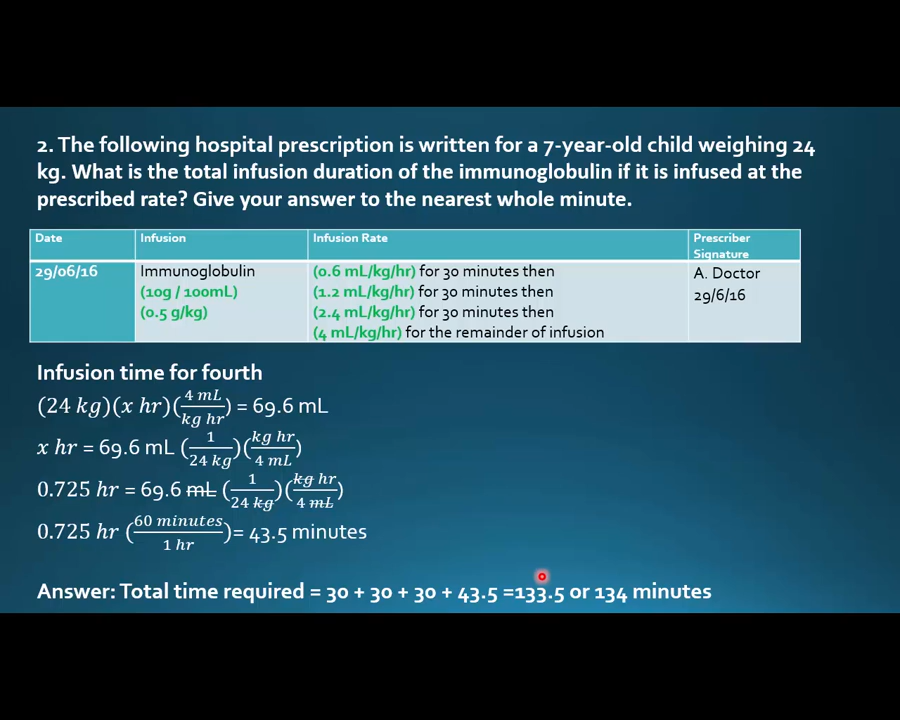 2. The following hospital prescription is written for a 7-year-old child weighing 24
kg. What is the total infusion duration of the immunoglobulin if it is infused at the
prescribed rate? Give your answer to the nearest whole minute.
Date Infusion Infusion Rate Prescriber
Signature
29/06/16 Immunoglobulin (0.6 mL/kg/hr) for 30 minutes then A. Doctor
(10g / 100mL) (1.2 mL/kg/hr) for 30 minutes then 29/6/16
(0.5 g/kg) (2.4 mL/kg/hr) for 30 minutes then
(4 mL/kg/hr) for the remainder of infusion
Infusion time for fourth
(24 kg)(x hr)(4 mL/kg hr) = 69.6 mL
x hr = 69.6 mL (1/24 kg)(kg hr/4 mL)
0.725 hr = 69.6 mL (1/24 kg)(kg hr/4 mL)
0.725 hr (60 minutes/1 hr)= 43.5 minutes
Answer: Total time required = 30 + 30 + 30 + 43.5 =133.5 or 134 minutes